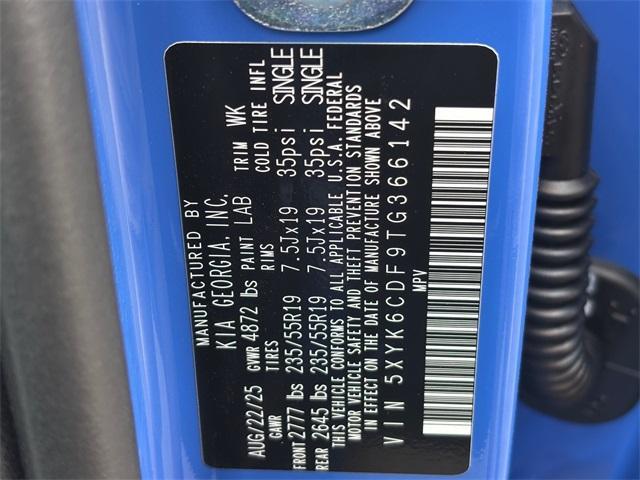 MANUFACTURED BY
KIA GEORGIA, INC.
AUG/22/25 GVWR 4872 lbs PAINT LAB TRIM WK
GAWR TIRES RIMS COLD TIRE INFL
FRONT 2777 lbs 235/55R19 7.5Jx19 35psi SINGLE
REAR 2645 lbs 235/55R19 7.5Jx19 35psi SINGLE
THIS VEHICLE CONFORMS TO ALL APPLICABLE U.S.A. FEDERAL
MOTOR VEHICLE SAFETY AND THEFT PREVENTION STANDARDS
IN EFFECT ON THE DATE OF MANUFACTURE SHOWN ABOVE
VIN 5XYK6CDF9TG366142
MPV